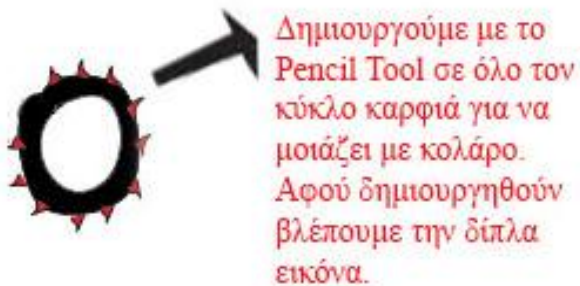 Δημιουργούμε με το
Pencil Tool σε όλο τον
κύκλο καρφιά για να
μοιάζει με κολάρο.
Αφού δημιουργηθούν
βλέπουμε την δίπλα
εικόνα.